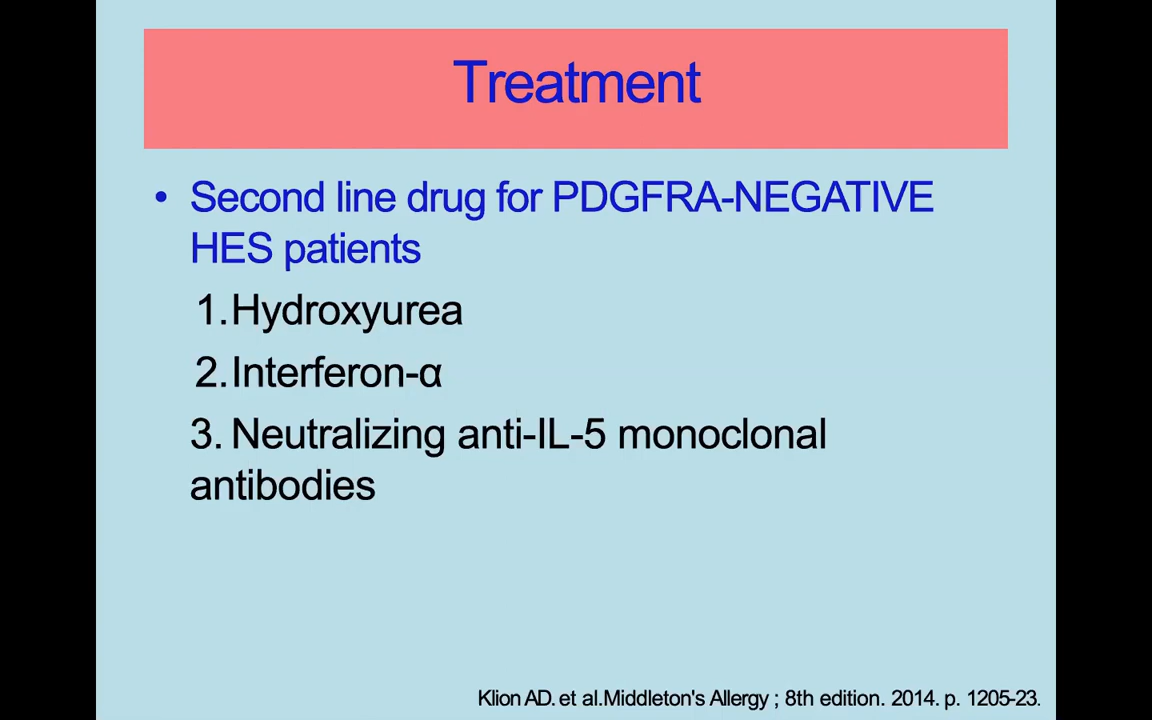 Treatment
• Second line drug for PDGFRA-NEGATIVE
HES patients
1.Hydroxyurea
2.Interferon-α
3. Neutralizing anti-IL-5 monoclonal
antibodies
Klion AD. et al.Middleton's Allergy ; 8th edition. 2014. p. 1205-23.